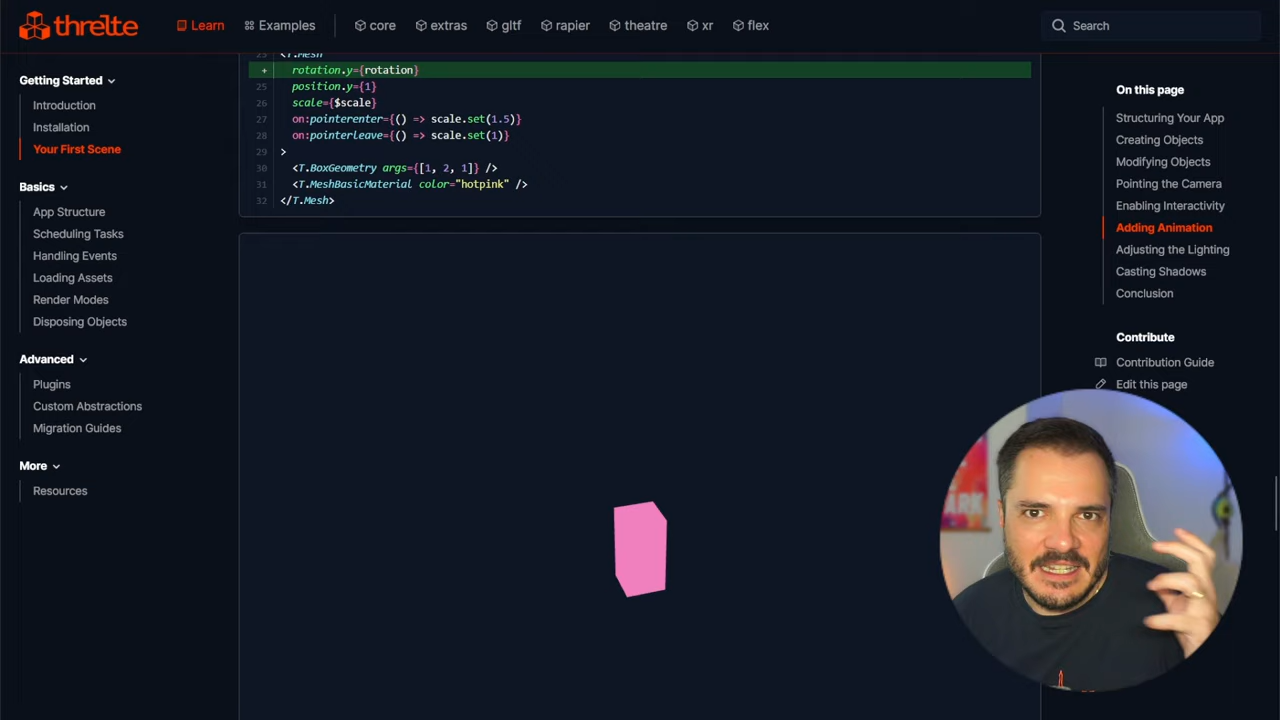 threlte
Learn
Examples
core
extras
gltf
rapier
theatre
xr
flex
Search
Getting Started
Introduction
Installation
Your First Scene
Basics
App Structure
Scheduling Tasks
Handling Events
Loading Assets
Render Modes
Disposing Objects
Advanced
Plugins
Custom Abstractions
Migration Guides
More
Resources
23 <T.Mesh
+ rotation.y={rotation}
25 position.y={1}
26 scale={$scale}
27 on:pointerenter={() => scale.set(1.5)}
28 on:pointerleave={() => scale.set(1)}
29 >
30 <T.BoxGeometry args={[1, 2, 1]} />
31 <T.MeshBasicMaterial color="hotpink" />
32 </T.Mesh>
On this page
Structuring Your App
Creating Objects
Modifying Objects
Pointing the Camera
Enabling Interactivity
Adding Animation
Adjusting the Lighting
Casting Shadows
Conclusion
Contribute
Contribution Guide
Edit this page